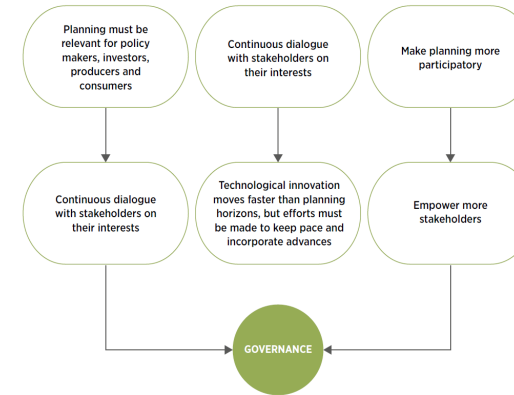 Planning must be
relevant for policy
makers, investors,
producers and
consumers
Continuous dialogue
with stakeholders on
their interests
Make planning more
participatory
Continuous dialogue
with stakeholders on
their interests
Technological innovation
moves faster than planning
horizons, but efforts must
be made to keep pace and
incorporate advances
Empower more
stakeholders
GOVERNANCE